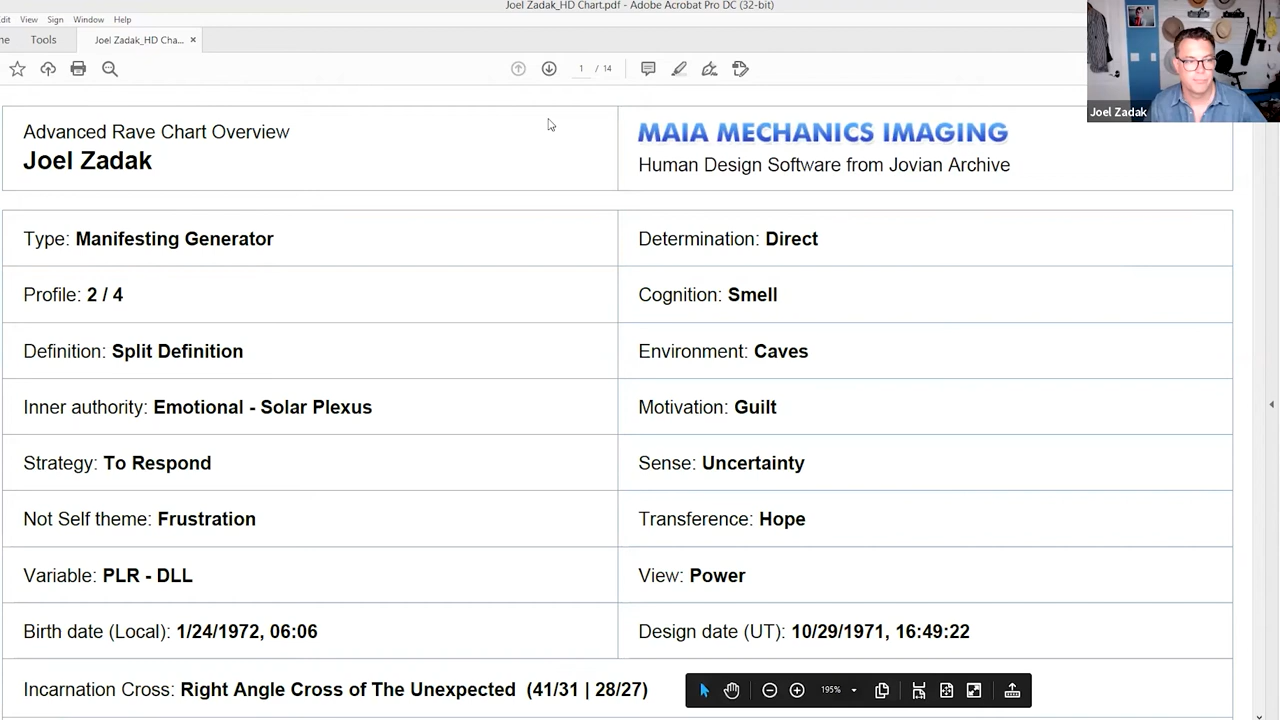 Joel Zadak_HD Chart.pdf - Adobe Acrobat Pro DC (32-bit)
dit View Sign Window Help
ne Tools Joel Zadak_HD Cha... ×
1 / 14
Joel Zadak
Advanced Rave Chart Overview
Joel Zadak
MAIA MECHANICS IMAGING
Human Design Software from Jovian Archive
Type: Manifesting Generator
Determination: Direct
Profile: 2 / 4
Cognition: Smell
Definition: Split Definition
Environment: Caves
Inner authority: Emotional - Solar Plexus
Motivation: Guilt
Strategy: To Respond
Sense: Uncertainty
Not Self theme: Frustration
Transference: Hope
Variable: PLR - DLL
View: Power
Birth date (Local): 1/24/1972, 06:06
Design date (UT): 10/29/1971, 16:49:22
Incarnation Cross: Right Angle Cross of The Unexpected (41/31 | 28/27)
195%